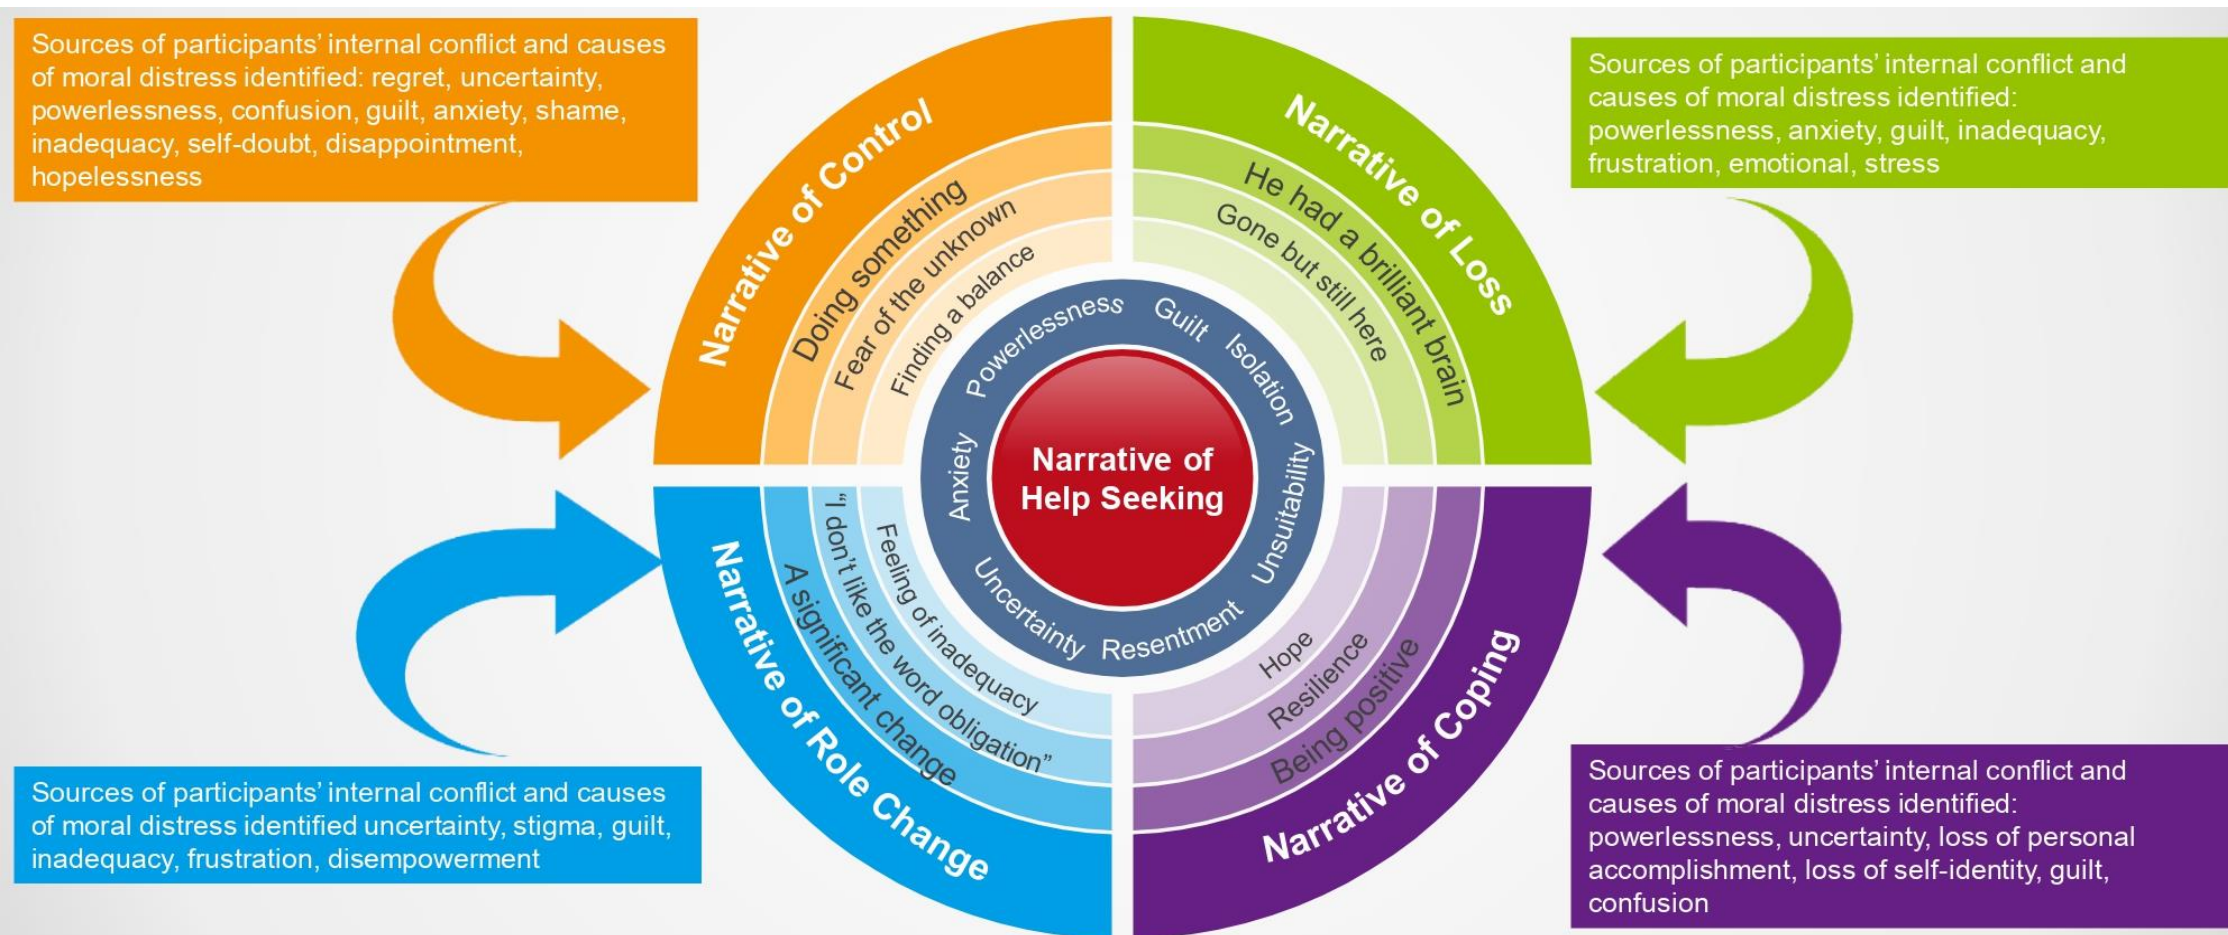 Sources of participants’ internal conflict and causes
of moral distress identified: regret, uncertainty,
powerlessness, confusion, guilt, anxiety, shame,
inadequacy, self-doubt, disappointment,
hopelessness
Sources of participants’ internal conflict and
causes of moral distress identified:
powerlessness, anxiety, guilt, inadequacy,
frustration, emotional, stress
Narrative of Control
Doing something
Fear of the unknown
Finding a balance
Narrative of Loss
He had a brilliant brain
Gone but still here
Powerlessness
Guilt
Isolation
Unsuitability
Resentment
Uncertainty
Anxiety
Narrative of
Help Seeking
Narrative of Role Change
A significant change
"I don’t like the word obligation”
Feeling of inadequacy
Hope
Resilience
Being positive
Narrative of Coping
Sources of participants’ internal conflict and causes
of moral distress identified uncertainty, stigma, guilt,
inadequacy, frustration, disempowerment
Sources of participants’ internal conflict and
causes of moral distress identified:
powerlessness, uncertainty, loss of personal
accomplishment, loss of self-identity, guilt,
confusion